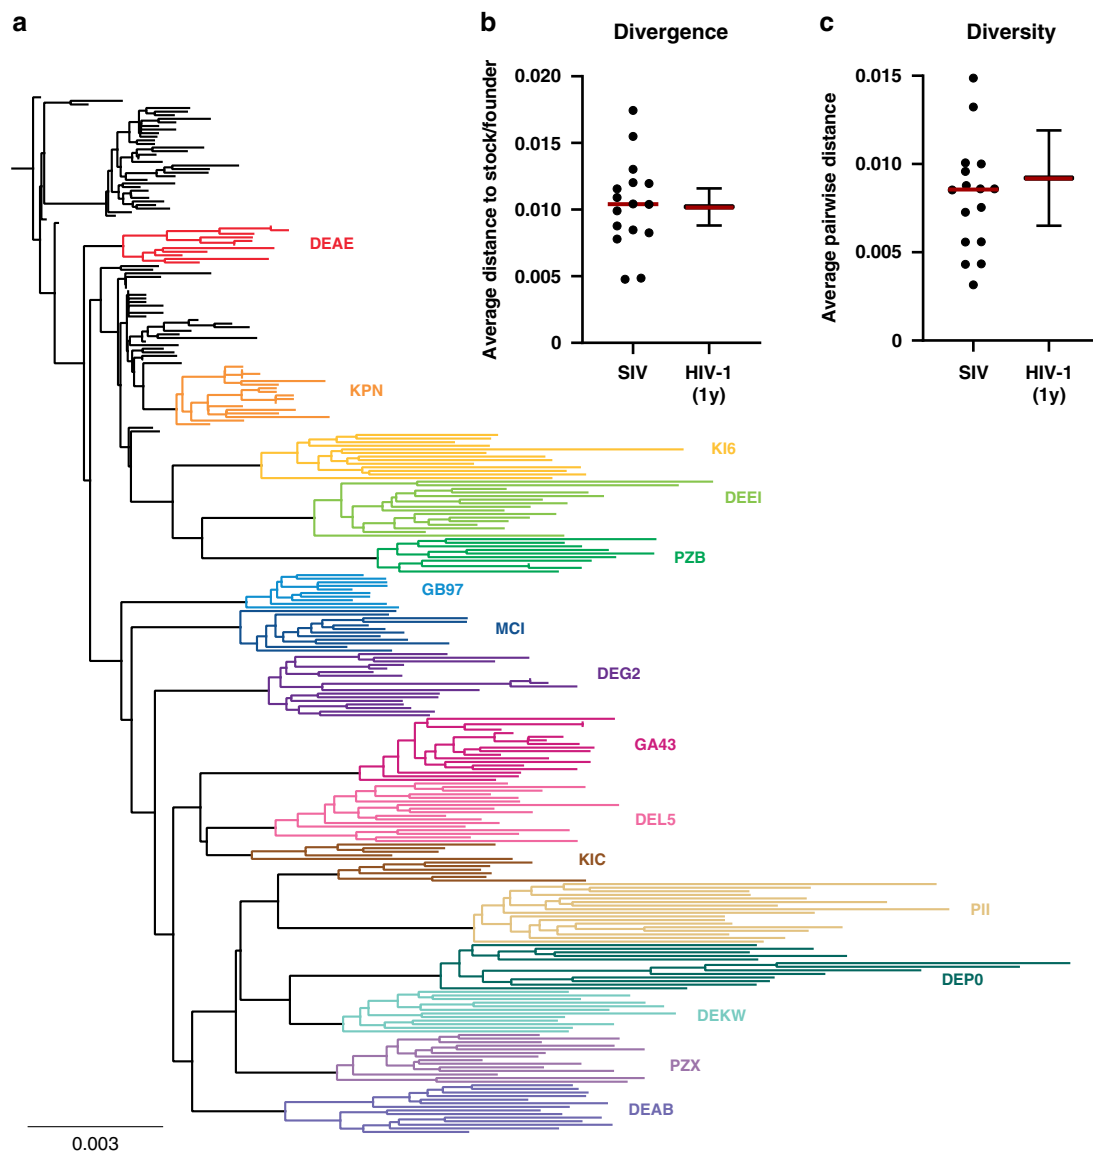 a
DEAE
KPN
KI6
DEEI
PZB
GB97
MCI
DEG2
GA43
DEL5
KIC
PII
DEP0
DEKW
PZX
DEAB
0.003
b
Divergence
Average distance to stock/founder
0.020
0.015
0.010
0.005
0
SIV
HIV-1
(1y)
c
Diversity
Average pairwise distance
0.015
0.010
0.005
0
SIV
HIV-1
(1y)